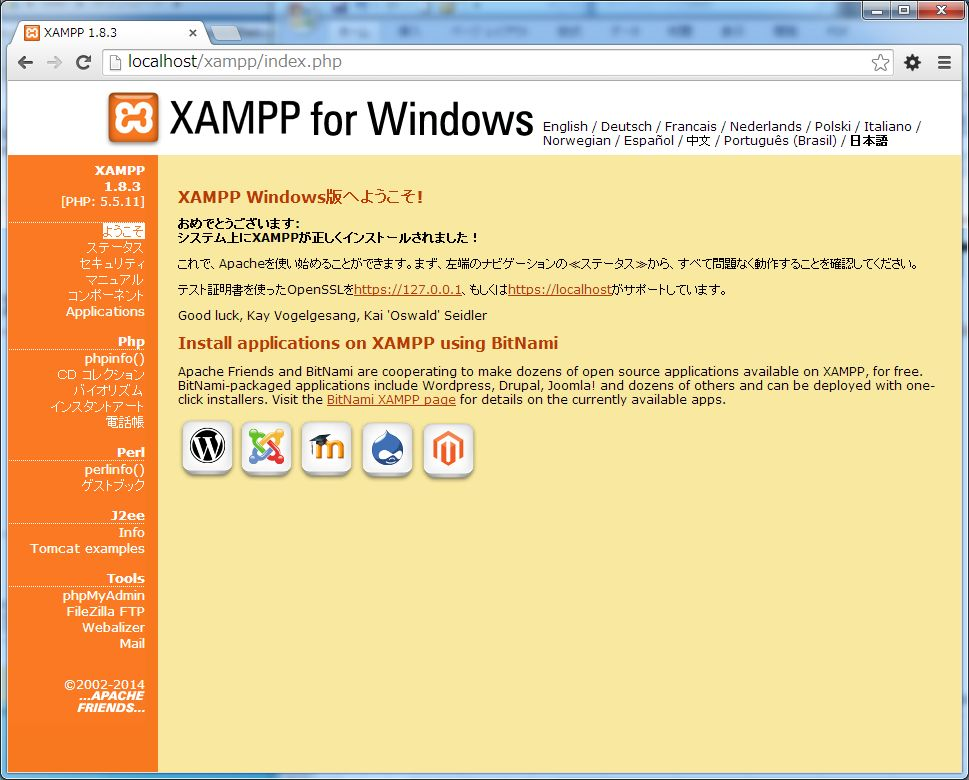 XAMPP 1.8.3
localhost/xampp/index.php
XAMPP for Windows
English / Deutsch / Francais / Nederlands / Polski / Italiano /
Norwegian / Español / 中文 / Português (Brasil) / 日本語
XAMPP
1.8.3
[PHP: 5.5.11]
ようこそ
ステータス
セキュリティ
マニュアル
コンポーネント
Applications
Php
phpinfo()
CD コレクション
バイオリズム
インスタントアート
電話帳
Perl
perlinfo()
ゲストブック
J2ee
Info
Tomcat examples
Tools
phpMyAdmin
FileZilla FTP
Webalizer
Mail
©2002-2014
...APACHE
FRIENDS...
XAMPP Windows版へようこそ!
おめでとうございます:
システム上にXAMPPが正しくインストールされました！
これで、Apacheを使い始めることができます。まず、左端のナビゲーションの≪ステータス≫から、すべて問題なく動作することを確認してください。
テスト証明書を使ったOpenSSLをhttps://127.0.0.1、もしくはhttps://localhostがサポートしています。
Good luck, Kay Vogelgesang, Kai 'Oswald' Seidler
Install applications on XAMPP using BitNami
Apache Friends and BitNami are cooperating to make dozens of open source applications available on XAMPP, for free.
BitNami-packaged applications include Wordpress, Drupal, Joomla! and dozens of others and can be deployed with one-
click installers. Visit the BitNami XAMPP page for details on the currently available apps.